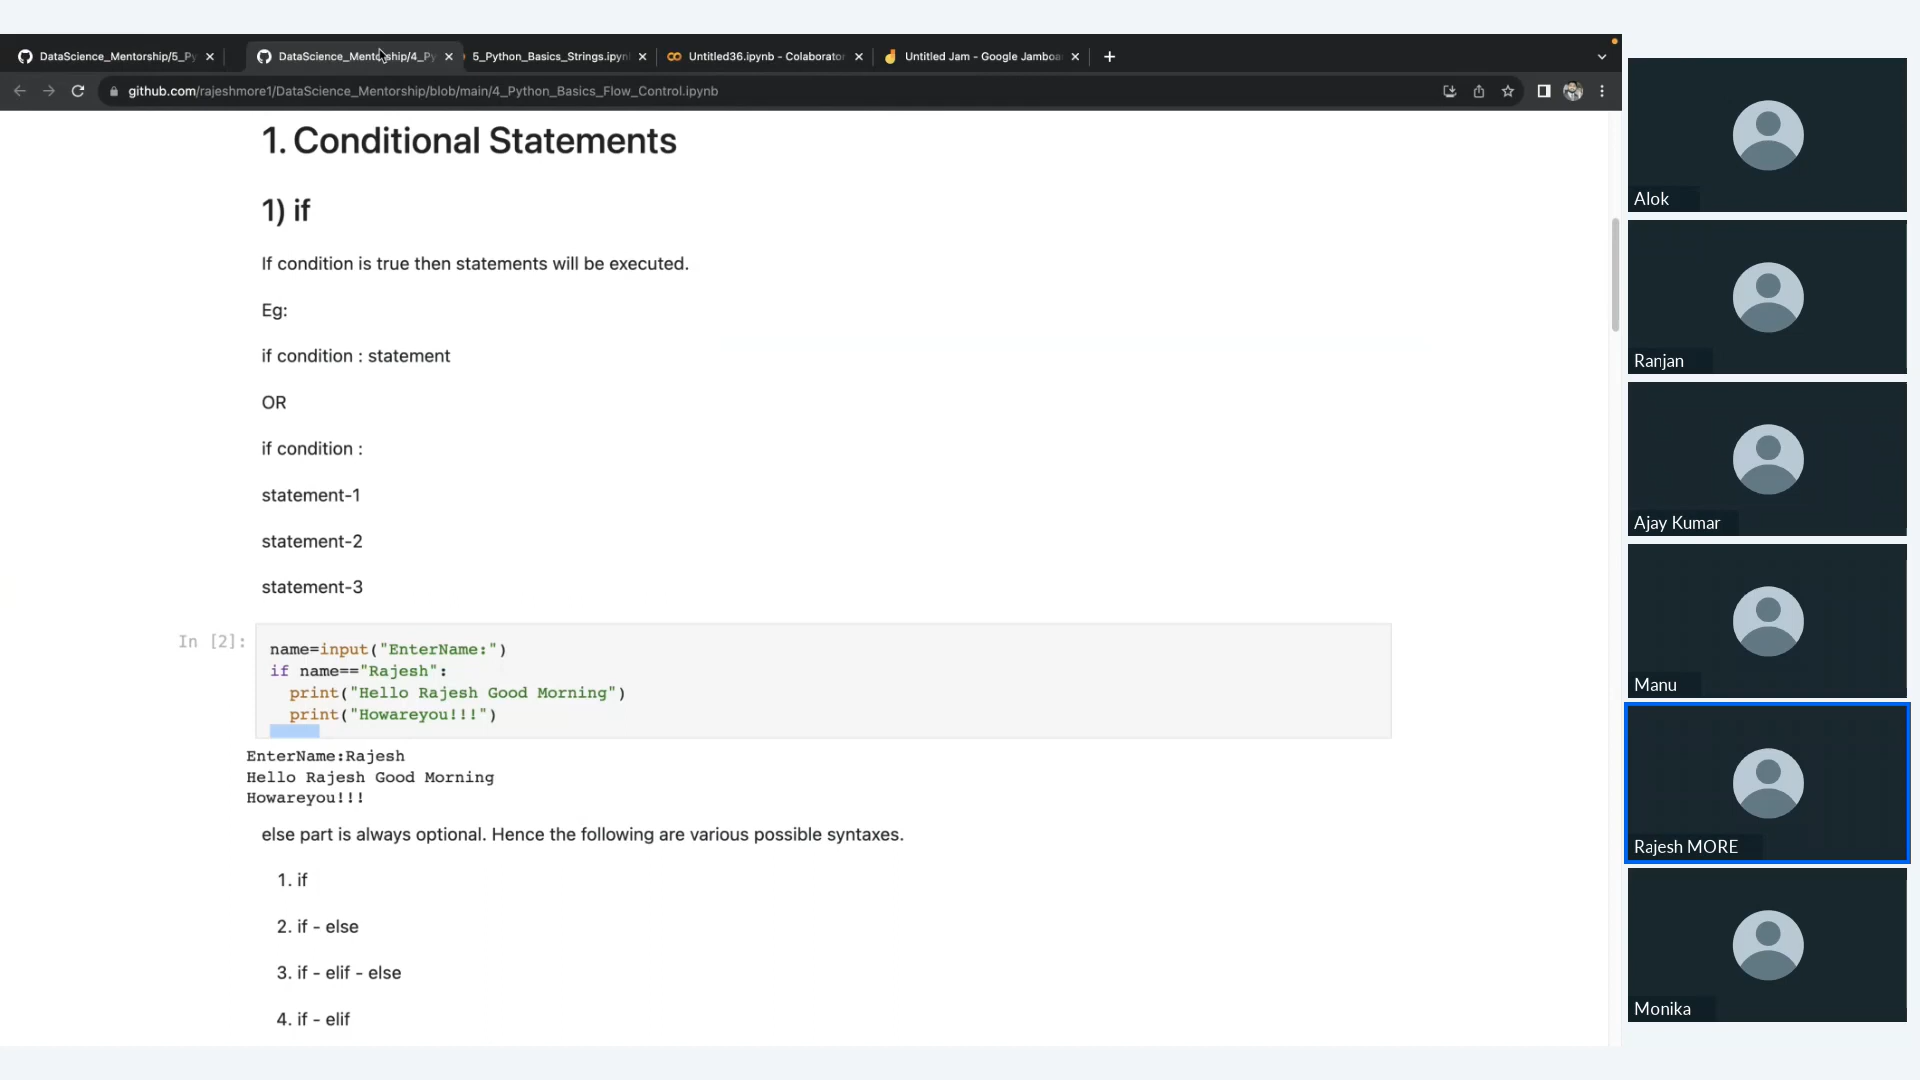 DataScience_Mentorship/5_Py
DataScience_Mentorship/4_Py
5_Python_Basics_Strings.ipyn
Untitled36.ipynb - Colaborator
Untitled Jam - Google Jamboa
github.com/rajeshmore1/DataScience_Mentorship/blob/main/4_Python_Basics_Flow_Control.ipynb
1. Conditional Statements
1) if
If condition is true then statements will be executed.
Eg:
if condition : statement
OR
if condition :
statement-1
statement-2
statement-3
In [2]:
name=input("EnterName:")
if name=="Rajesh":
  print("Hello Rajesh Good Morning")
  print("Howareyou!!!")
EnterName:Rajesh
Hello Rajesh Good Morning
Howareyou!!!
else part is always optional. Hence the following are various possible syntaxes.
1. if
2. if - else
3. if - elif - else
4. if - elif
Alok
Ranjan
Ajay Kumar
Manu
Rajesh MORE
Monika